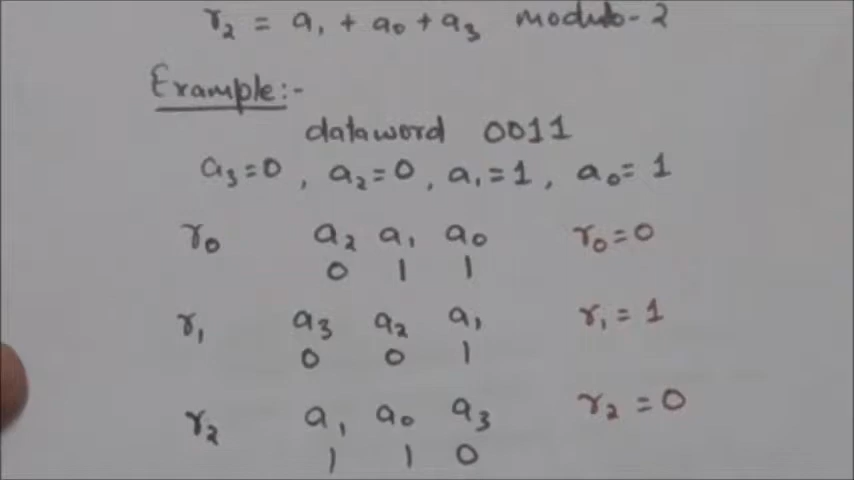 r₂ = a₁ + a₀ + a₃ modulo-2
Example:-
dataword 0011
a₃=0, a₂=0, a₁=1, a₀=1
r₀ a₂ a₁ a₀ r₀=0
0 1 1
r₁ a₃ a₂ a₁ r₁=1
0 0 1
r₂ a₁ a₀ a₃ r₂=0
1 1 0